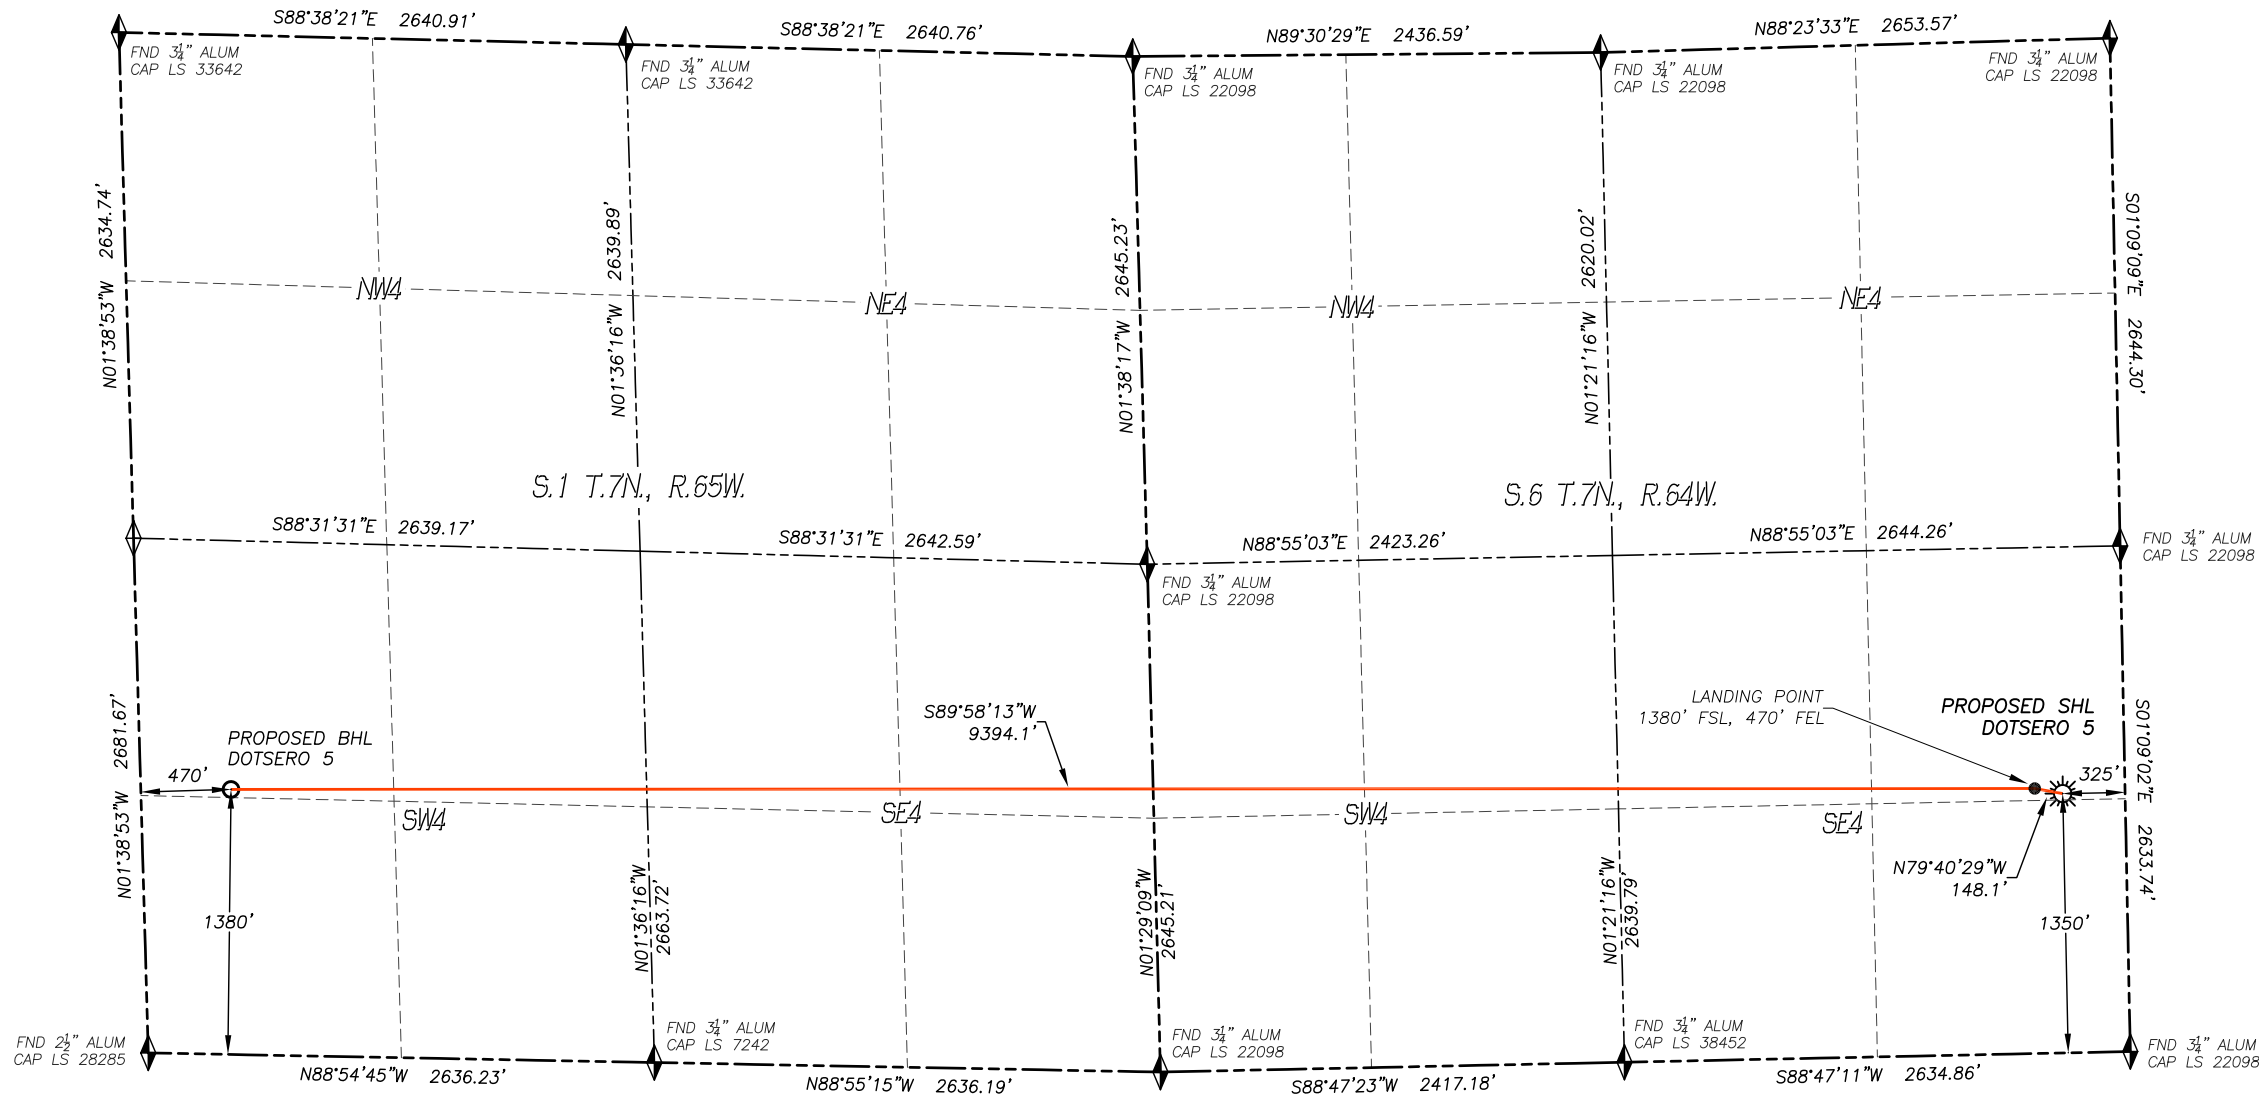 S88°38'21"E 2640.91'
S88°38'21"E 2640.76'
N89°30'29"E 2436.59'
N88°23'33"E 2653.57'
FND 3¼" ALUM
CAP LS 33642
FND 3¼" ALUM
CAP LS 33642
FND 3¼" ALUM
CAP LS 22098
FND 3¼" ALUM
CAP LS 22098
FND 3¼" ALUM
CAP LS 22098
N01°38'53"W 2634.74'
N01°36'16"W 2639.89'
N01°38'17"W 2645.23'
N01°21'16"W 2620.02'
S01°09'09"E 2644.30'
NW4
NE4
NW4
NE4
S.1 T.7N., R.65W.
S.6 T.7N., R.64W.
S88°31'31"E 2639.17'
S88°31'31"E 2642.59'
N88°55'03"E 2423.26'
N88°55'03"E 2644.26'
FND 3¼" ALUM
CAP LS 22098
FND 3¼" ALUM
CAP LS 22098
N01°38'53"W 2681.67'
PROPOSED BHL
DOTSERO 5
470'
S89°58'13"W
9394.1'
LANDING POINT
1380' FSL, 470' FEL
PROPOSED SHL
DOTSERO 5
325'
S01°09'02"E 2633.74'
SW4
SE4
SW4
SE4
N79°40'29"W
148.1'
1380'
1350'
N01°36'16"W
2663.72'
N01°29'09"W
2645.21'
N01°21'16"W
2639.79'
FND 2½" ALUM
CAP LS 28285
FND 3¼" ALUM
CAP LS 7242
FND 3¼" ALUM
CAP LS 22098
FND 3¼" ALUM
CAP LS 38452
FND 3¼" ALUM
CAP LS 22098
N88°54'45"W 2636.23'
N88°55'15"W 2636.19'
S88°47'23"W 2417.18'
S88°47'11"W 2634.86'